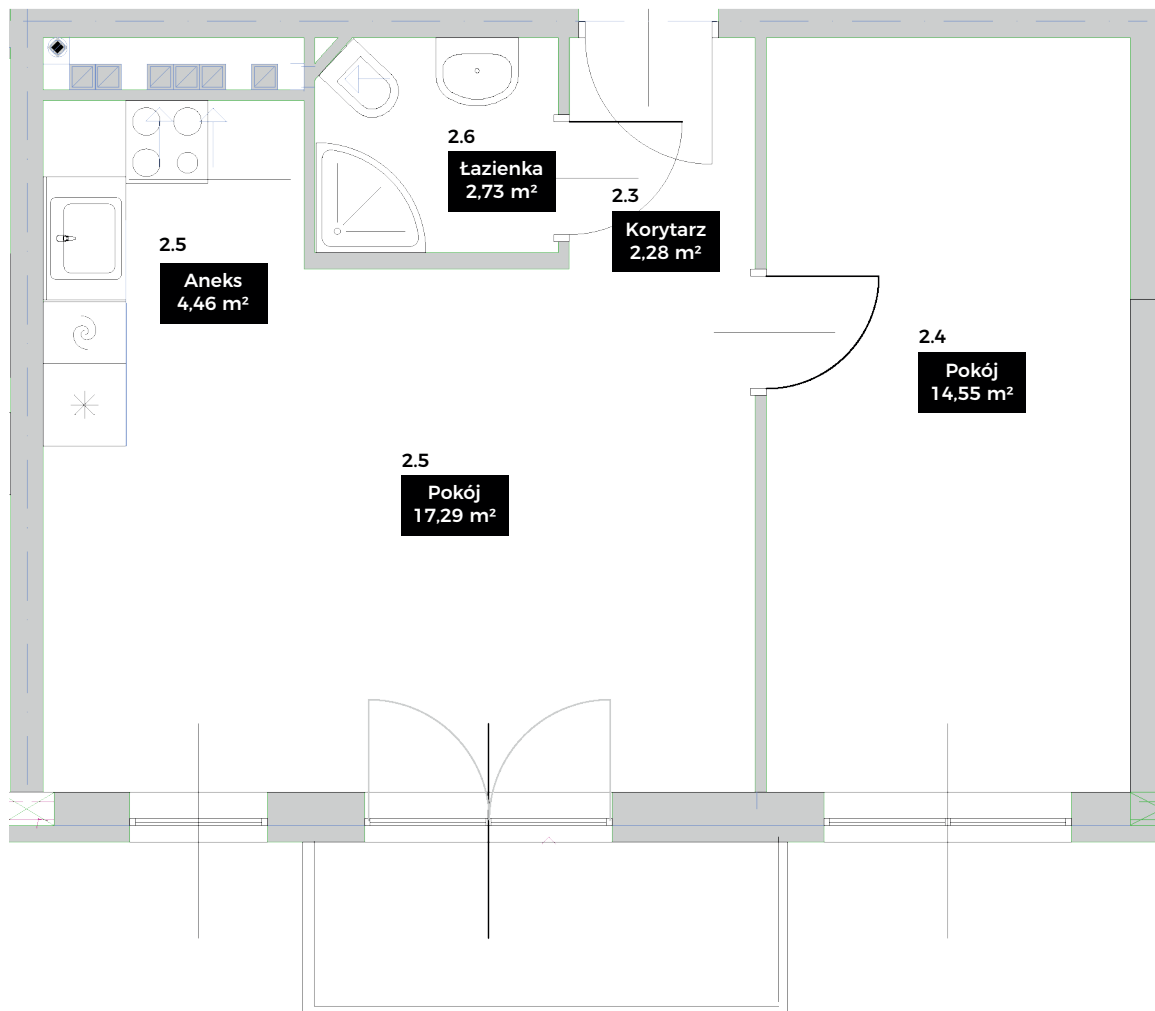 2.6
Łazienka
2,73 m²
2.3
Korytarz
2,28 m²
2.5
Aneks
4,46 m²
2.4
Pokój
14,55 m²
2.5
Pokój
17,29 m²